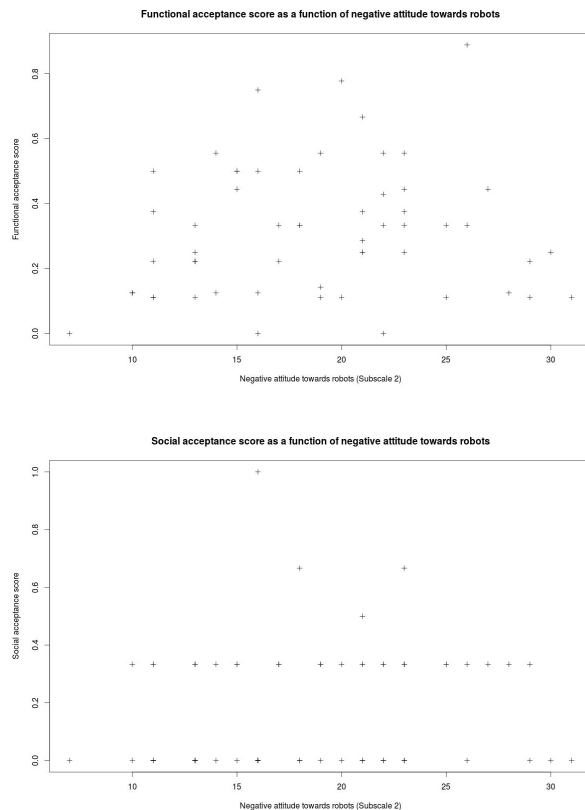 Functional acceptance score as a function of negative attitude towards robots
Functional acceptance score
0.8
0.6
0.4
0.2
0.0
10 15 20 25 30
Negative attitude towards robots (Subscale 2)
Social acceptance score as a function of negative attitude towards robots
Social acceptance score
1.0
0.8
0.6
0.4
0.2
0.0
10 15 20 25 30
Negative attitude towards robots (Subscale 2)